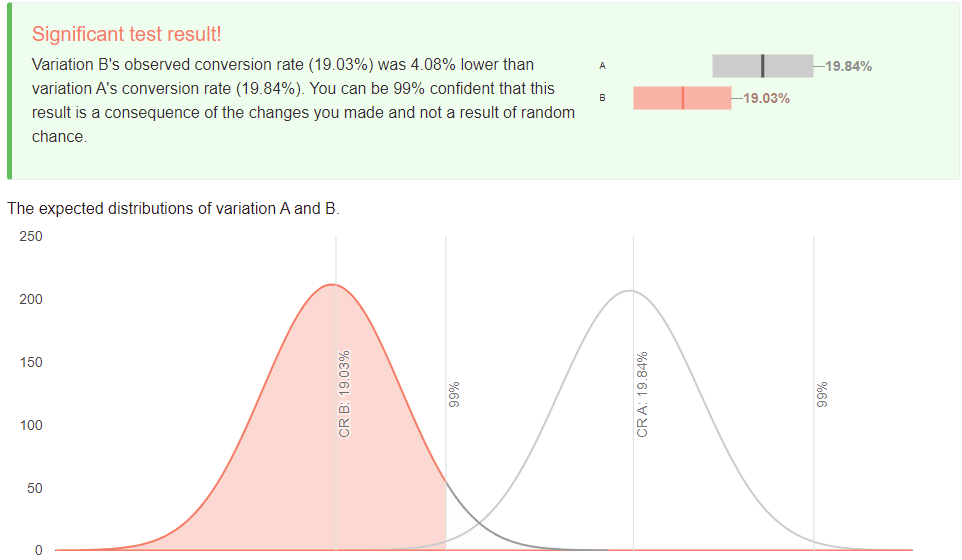 Significant test result!
Variation B's observed conversion rate (19.03%) was 4.08% lower than
variation A's conversion rate (19.84%). You can be 99% confident that this
result is a consequence of the changes you made and not a result of random
chance.
A
19.84%
B
19.03%
The expected distributions of variation A and B.
250
200
150
100
50
0
CR B: 19.03%
99%
CR A: 19.84%
99%